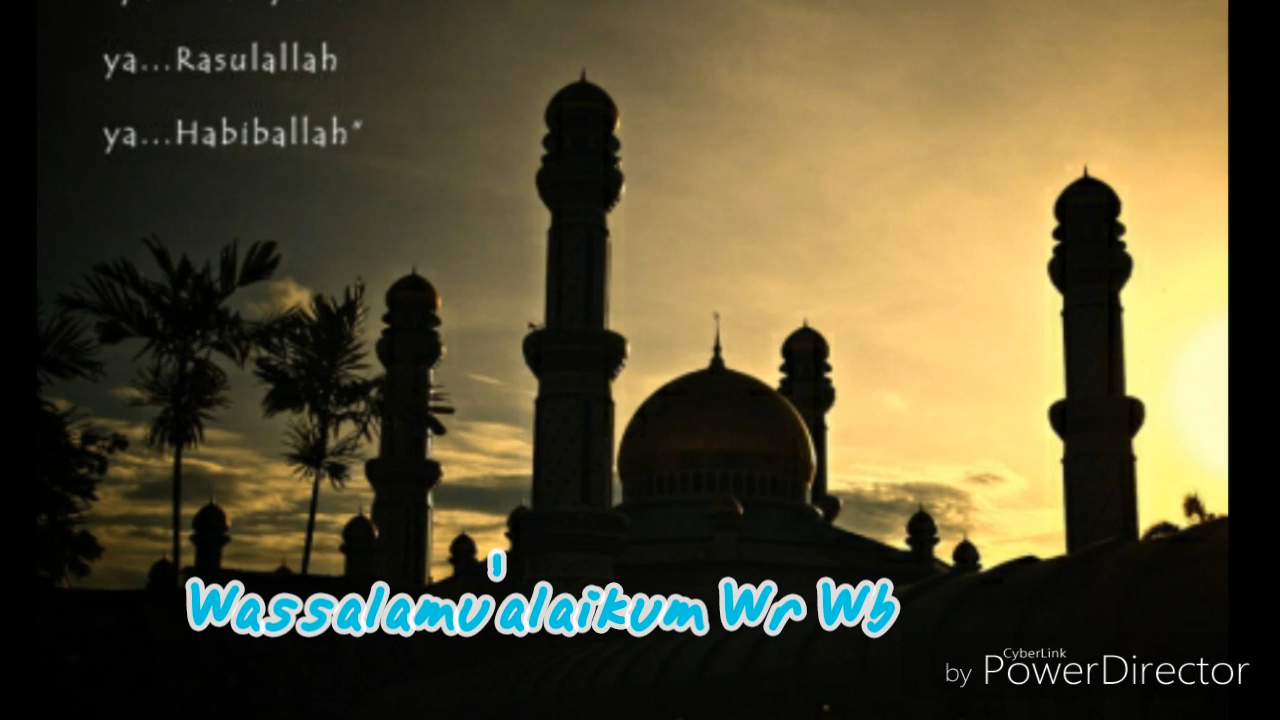 ya...Rasulallah
ya...Habiballah"
Wassalamu'alaikum Wr Wb
CyberLink
by PowerDirector